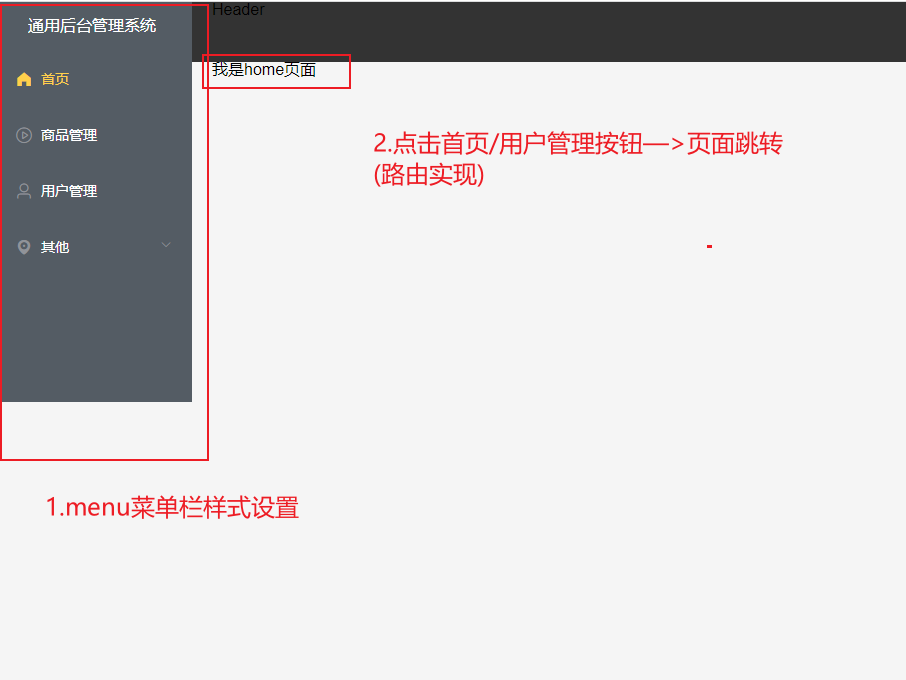 通用后台管理系统
Header
首页
我是home页面
商品管理
用户管理
其他
2.点击首页/用户管理按钮—>页面跳转
(路由实现)
1.menu菜单栏样式设置